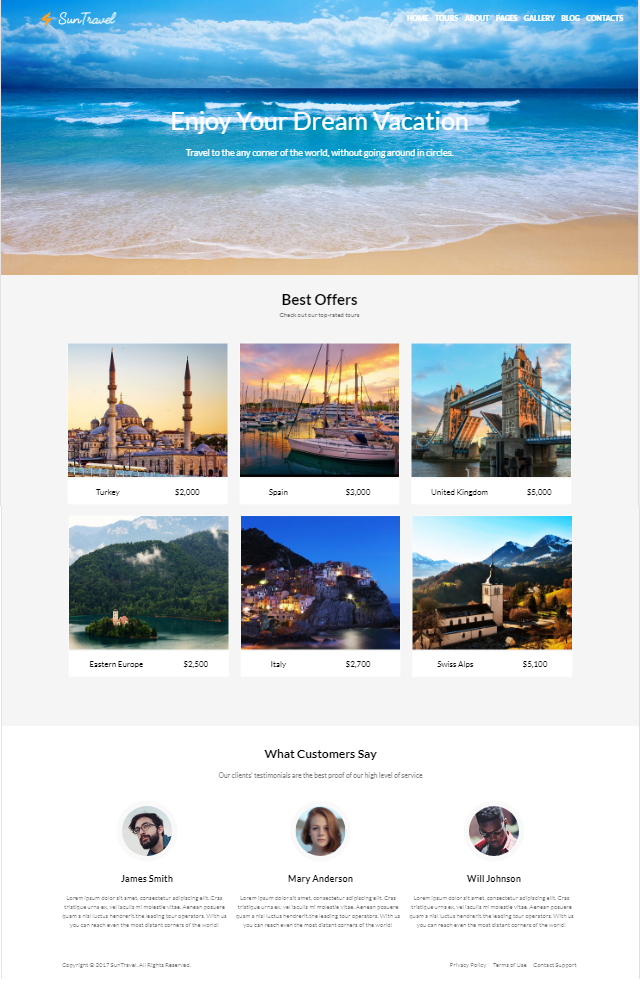 SunTravel
HOME TOURS ABOUT PAGES GALLERY BLOG CONTACTS
Enjoy Your Dream Vacation
Travel to the any corner of the world, without going around in circles.
Best Offers
Check out our top-rated tours
Turkey $2,000
Spain $3,000
United Kingdom $5,000
Eastern Europe $2,500
Italy $2,700
Swiss Alps $5,100
What Customers Say
Our clients' testimonials are the best proof of our high level of service
James Smith
Lorem ipsum dolor sit amet, consectetur adipiscing elit. Cras
tristique urna ex, vel iaculis mi molestie vitae. Aenean posuere
quam a nisi luctus hendrerit.the leading tour operators. With us
you can reach even the most distant corners of the world!
Mary Anderson
Lorem ipsum dolor sit amet, consectetur adipiscing elit. Cras
tristique urna ex, vel iaculis mi molestie vitae. Aenean posuere
quam a nisi luctus hendrerit.the leading tour operators. With us
you can reach even the most distant corners of the world!
Will Johnson
Lorem ipsum dolor sit amet, consectetur adipiscing elit. Cras
tristique urna ex, vel iaculis mi molestie vitae. Aenean posuere
quam a nisi luctus hendrerit.the leading tour operators. With us
you can reach even the most distant corners of the world!
Copyright © 2017 SunTravel. All Rights Reserved.
Privacy Policy Terms of Use Contact Support